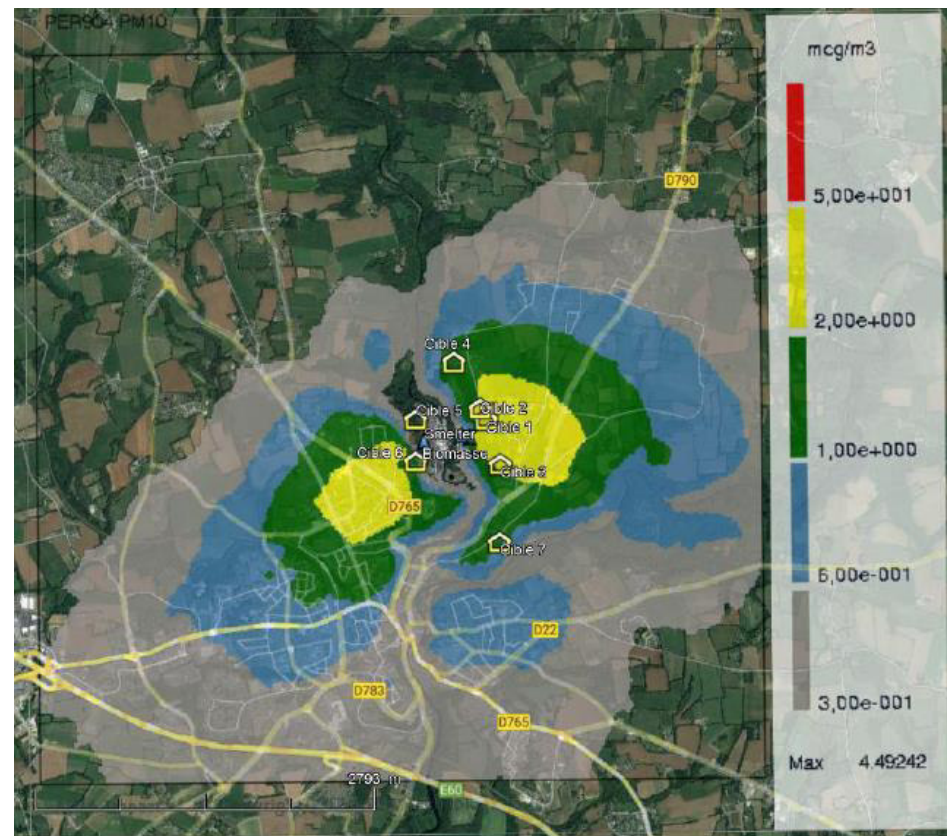 PER904 PM10
mcg/m3
D790
5,00e+001
2,00e+000
Cible 4
Cible 2
Cible 5
Cible 1
Smelter
1,00e+000
Cible 6
Biomasse
Cible 3
D765
Cible 7
6,00e-001
D22
D783
3,00e-001
D765
Max 4.49242
2793 m
E60